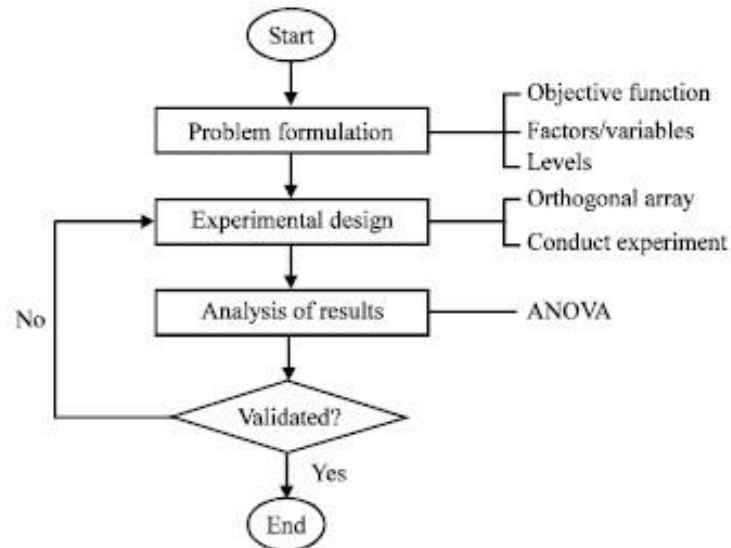 Start
Problem formulation
Objective function
Factors/variables
Levels
Experimental design
Orthogonal array
Conduct experiment
Analysis of results
ANOVA
No
Validated?
Yes
End